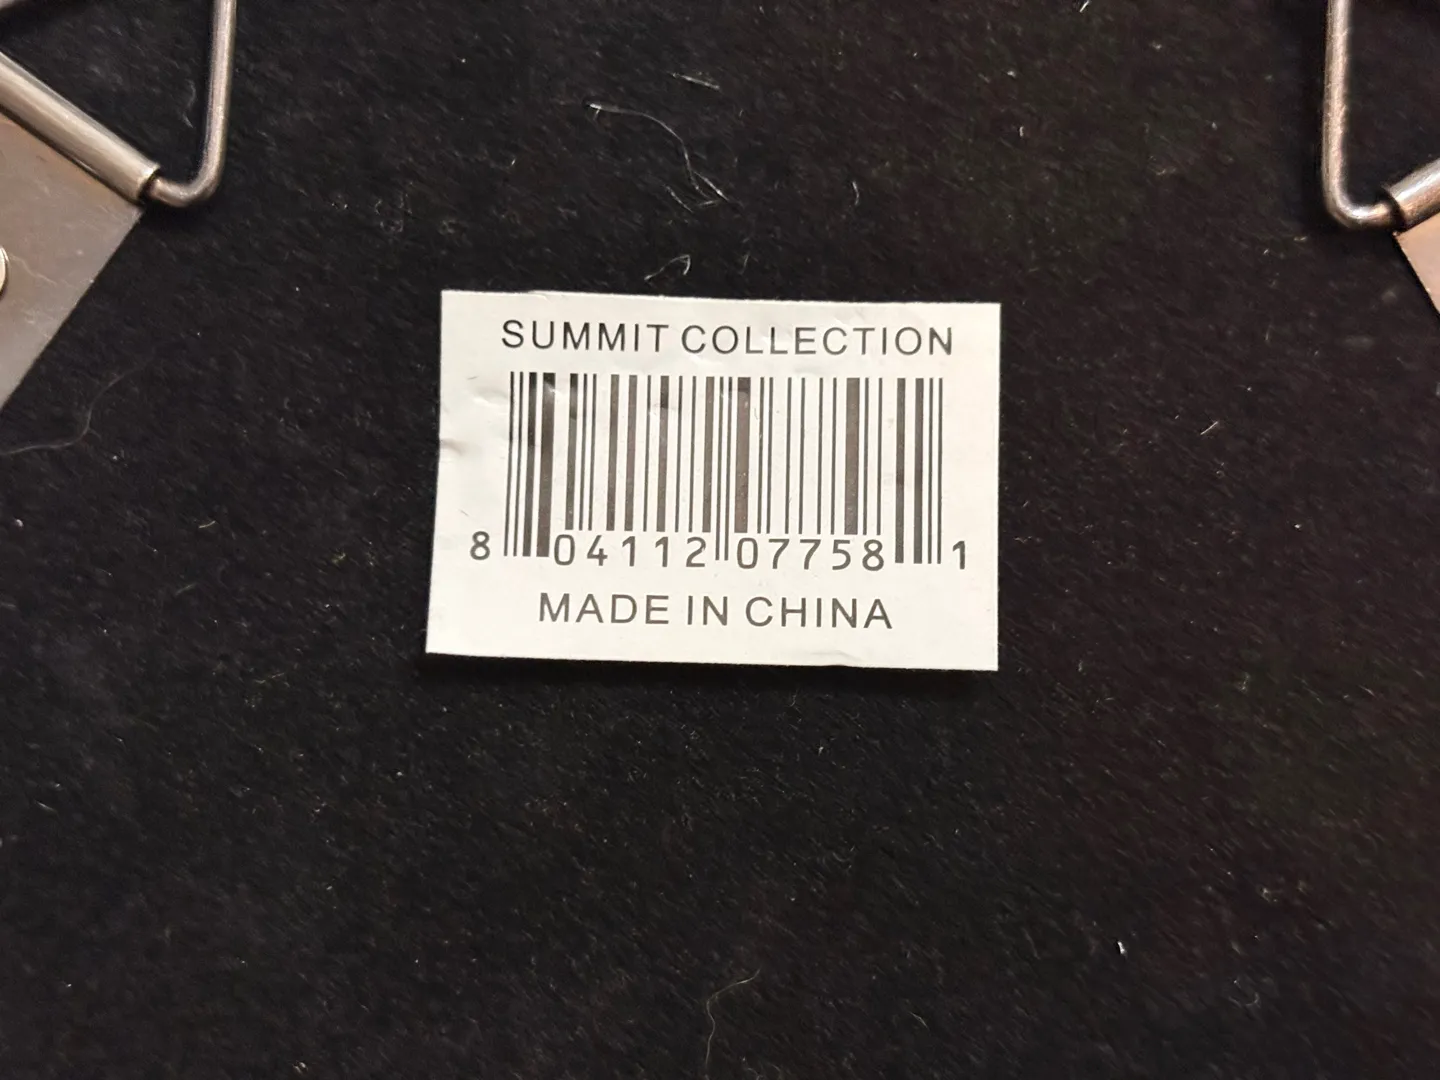 SUMMIT COLLECTION
8 04112 07758 1
MADE IN CHINA